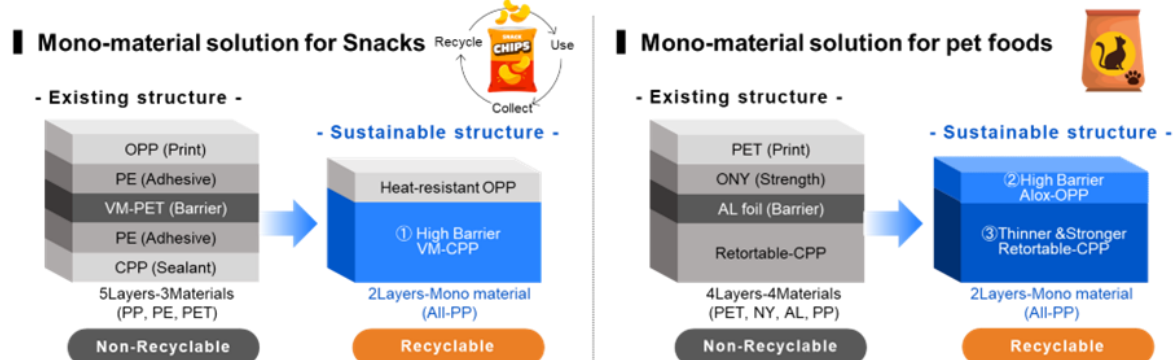 Mono-material solution for Snacks
Recycle
Use
Collect
SNACK
CHIPS
- Existing structure -
OPP (Print)
PE (Adhesive)
VM-PET (Barrier)
PE (Adhesive)
CPP (Sealant)
5Layers-3Materials
(PP, PE, PET)
Non-Recyclable
- Sustainable structure -
Heat-resistant OPP
① High Barrier
VM-CPP
2Layers-Mono material
(All-PP)
Recyclable
Mono-material solution for pet foods
- Existing structure -
PET (Print)
ONY (Strength)
AL foil (Barrier)
Retortable-CPP
4Layers-4Materials
(PET, NY, AL, PP)
Non-Recyclable
- Sustainable structure -
②High Barrier
Alox-OPP
③Thinner &Stronger
Retortable-CPP
2Layers-Mono material
(All-PP)
Recyclable